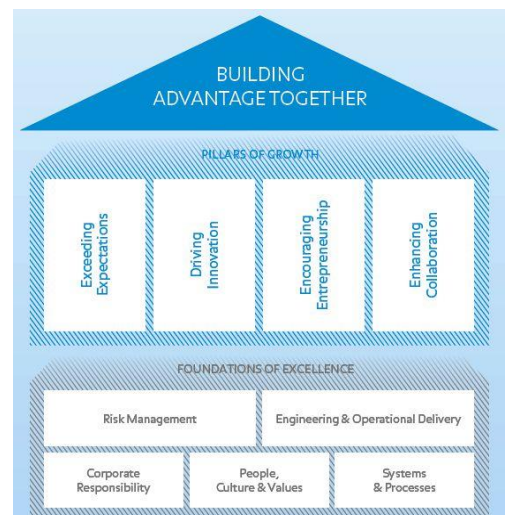 BUILDING
ADVANTAGE TOGETHER
PILLARS OF GROWTH
Exceeding
Expectations
Driving
Innovation
Encouraging
Entrepreneurship
Enhancing
Collaboration
FOUNDATIONS OF EXCELLENCE
Risk Management
Engineering & Operational Delivery
Corporate
Responsibility
People,
Culture & Values
Systems
& Processes